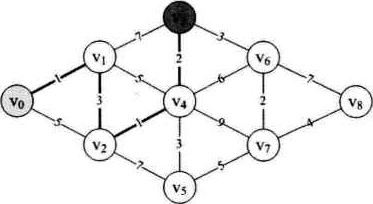 7 3
v₁ v₆
1 5 2 6 7
v₀ 3 v₄ 2 v₈
5 1 9 4
v₂ 3 v₇
7 5
v₅